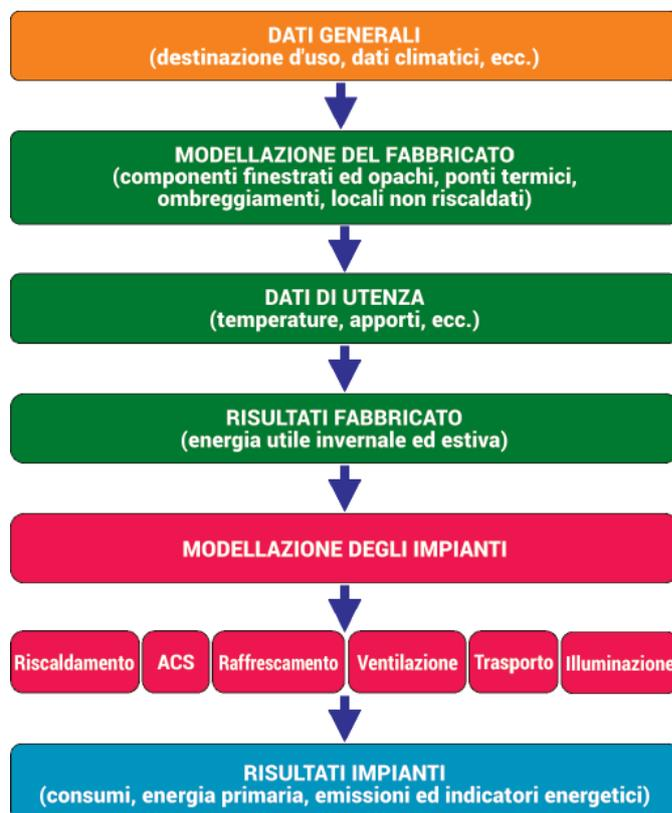 DATI GENERALI
(destinazione d'uso, dati climatici, ecc.)
MODELLAZIONE DEL FABBRICATO
(componenti finestrati ed opachi, ponti termici,
ombreggiamenti, locali non riscaldati)
DATI DI UTENZA
(temperature, apporti, ecc.)
RISULTATI FABBRICATO
(energia utile invernale ed estiva)
MODELLAZIONE DEGLI IMPIANTI
Riscaldamento ACS Raffrescamento Ventilazione Trasporto Illuminazione
RISULTATI IMPIANTI
(consumi, energia primaria, emissioni ed indicatori energetici)